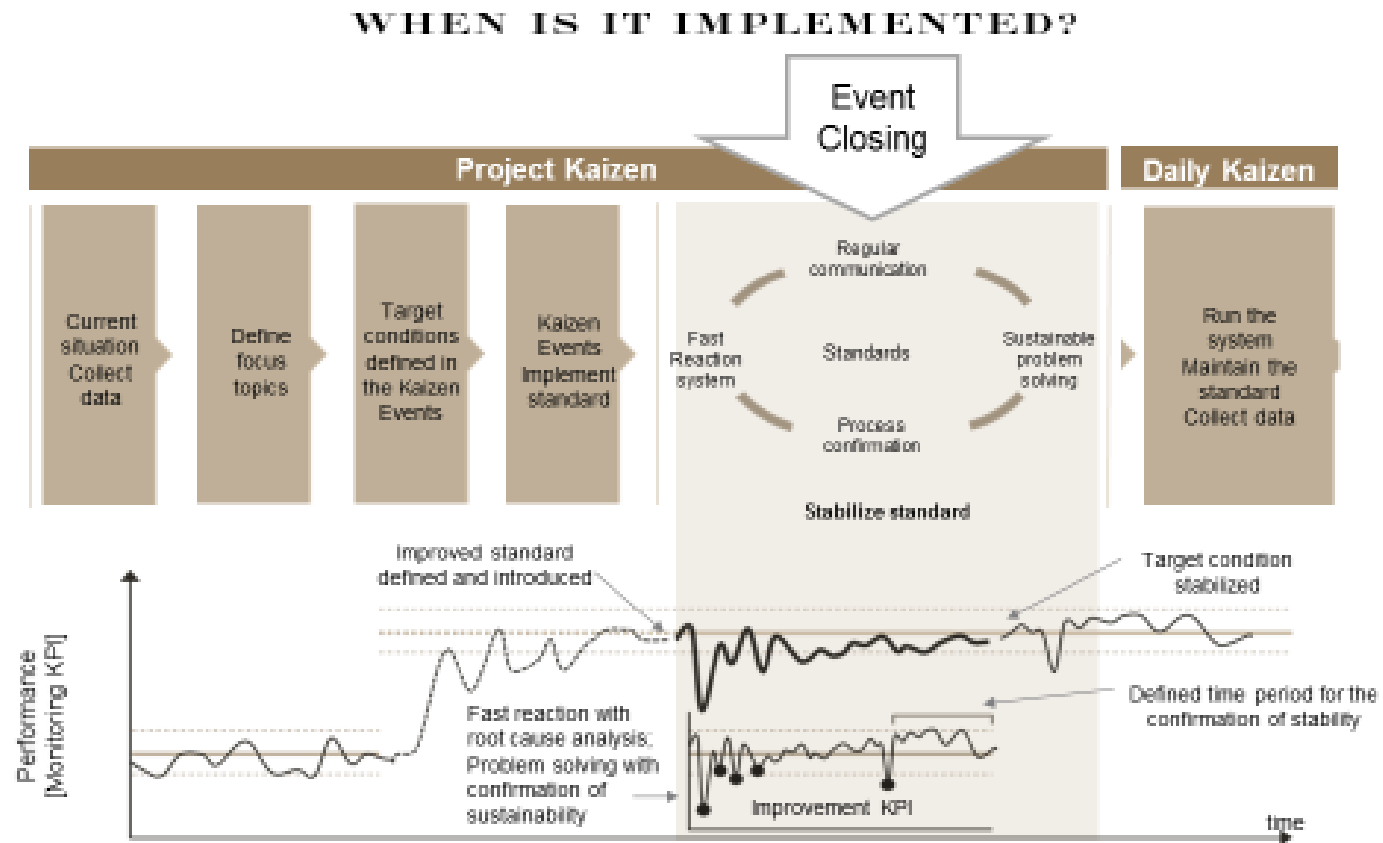 WHEN IS IT IMPLEMENTED?
Event
Closing
Project Kaizen
Daily Kaizen
Current
situation
Collect
data
Define
focus
topics
Target
conditions
defined in
the Kaizen
Events
Kaizen
Events
Implement
standard
Regular
communication
Fast
Reaction
system
Standards
Sustainable
problem
solving
Process
confirmation
Stabilize standard
Run the
system
Maintain the
standard
Collect data
Improved standard
defined and introduced
Target condition
stabilized
Performance
[Monitoring KPI]
Fast reaction with
root cause analysis;
Problem solving with
confirmation of
sustainability
Defined time period for the
confirmation of stability
Improvement KPI
time